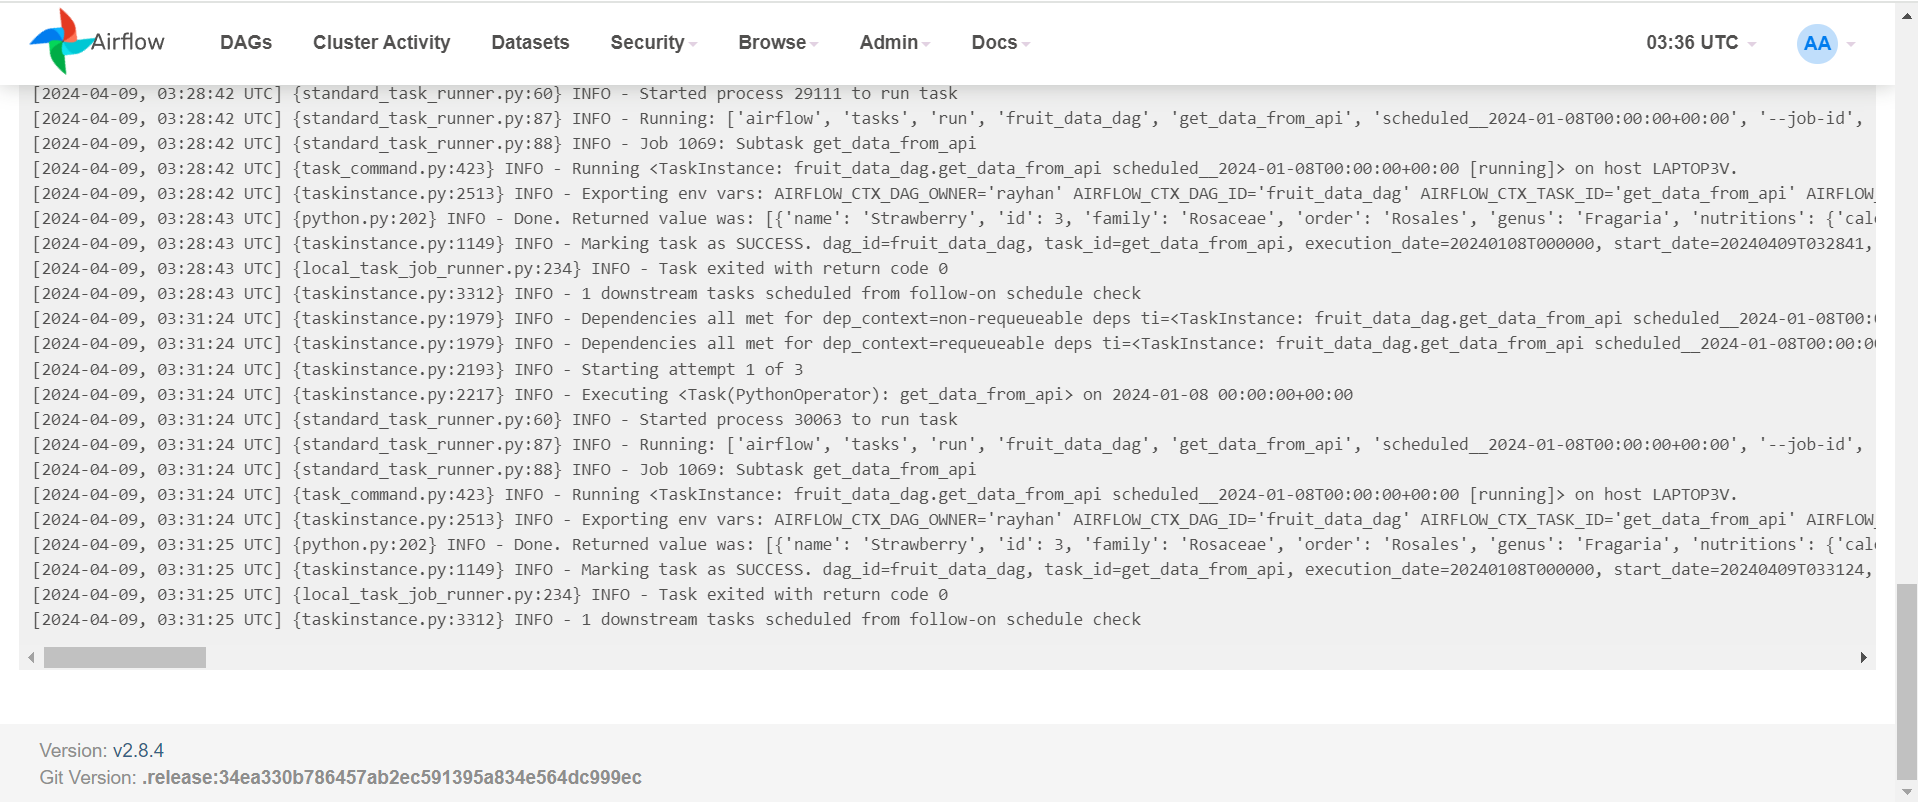 Airflow DAGs Cluster Activity Datasets Security Browse Admin Docs 03:36 UTC AA
[2024-04-09, 03:28:42 UTC] {standard_task_runner.py:60} INFO - Started process 29111 to run task
[2024-04-09, 03:28:42 UTC] {standard_task_runner.py:87} INFO - Running: ['airflow', 'tasks', 'run', 'fruit_data_dag', 'get_data_from_api', 'scheduled__2024-01-08T00:00:00+00:00', '--job-id',
[2024-04-09, 03:28:42 UTC] {standard_task_runner.py:88} INFO - Job 1069: Subtask get_data_from_api
[2024-04-09, 03:28:42 UTC] {task_command.py:423} INFO - Running <TaskInstance: fruit_data_dag.get_data_from_api scheduled__2024-01-08T00:00:00+00:00 [running]> on host LAPTOP3V.
[2024-04-09, 03:28:42 UTC] {taskinstance.py:2513} INFO - Exporting env vars: AIRFLOW_CTX_DAG_OWNER='rayhan' AIRFLOW_CTX_DAG_ID='fruit_data_dag' AIRFLOW_CTX_TASK_ID='get_data_from_api' AIRFLOW_
[2024-04-09, 03:28:43 UTC] {python.py:202} INFO - Done. Returned value was: [{'name': 'Strawberry', 'id': 3, 'family': 'Rosaceae', 'order': 'Rosales', 'genus': 'Fragaria', 'nutritions': {'cal
[2024-04-09, 03:28:43 UTC] {taskinstance.py:1149} INFO - Marking task as SUCCESS. dag_id=fruit_data_dag, task_id=get_data_from_api, execution_date=20240108T000000, start_date=20240409T032841,
[2024-04-09, 03:28:43 UTC] {local_task_job_runner.py:234} INFO - Task exited with return code 0
[2024-04-09, 03:28:43 UTC] {taskinstance.py:3312} INFO - 1 downstream tasks scheduled from follow-on schedule check
[2024-04-09, 03:31:24 UTC] {taskinstance.py:1979} INFO - Dependencies all met for dep_context=non-requeueable deps ti=<TaskInstance: fruit_data_dag.get_data_from_api scheduled__2024-01-08T00:
[2024-04-09, 03:31:24 UTC] {taskinstance.py:1979} INFO - Dependencies all met for dep_context=requeueable deps ti=<TaskInstance: fruit_data_dag.get_data_from_api scheduled__2024-01-08T00:00:0
[2024-04-09, 03:31:24 UTC] {taskinstance.py:2193} INFO - Starting attempt 1 of 3
[2024-04-09, 03:31:24 UTC] {taskinstance.py:2217} INFO - Executing <Task(PythonOperator): get_data_from_api> on 2024-01-08 00:00:00+00:00
[2024-04-09, 03:31:24 UTC] {standard_task_runner.py:60} INFO - Started process 30063 to run task
[2024-04-09, 03:31:24 UTC] {standard_task_runner.py:87} INFO - Running: ['airflow', 'tasks', 'run', 'fruit_data_dag', 'get_data_from_api', 'scheduled__2024-01-08T00:00:00+00:00', '--job-id',
[2024-04-09, 03:31:24 UTC] {standard_task_runner.py:88} INFO - Job 1069: Subtask get_data_from_api
[2024-04-09, 03:31:24 UTC] {task_command.py:423} INFO - Running <TaskInstance: fruit_data_dag.get_data_from_api scheduled__2024-01-08T00:00:00+00:00 [running]> on host LAPTOP3V.
[2024-04-09, 03:31:24 UTC] {taskinstance.py:2513} INFO - Exporting env vars: AIRFLOW_CTX_DAG_OWNER='rayhan' AIRFLOW_CTX_DAG_ID='fruit_data_dag' AIRFLOW_CTX_TASK_ID='get_data_from_api' AIRFLOW_
[2024-04-09, 03:31:25 UTC] {python.py:202} INFO - Done. Returned value was: [{'name': 'Strawberry', 'id': 3, 'family': 'Rosaceae', 'order': 'Rosales', 'genus': 'Fragaria', 'nutritions': {'cal
[2024-04-09, 03:31:25 UTC] {taskinstance.py:1149} INFO - Marking task as SUCCESS. dag_id=fruit_data_dag, task_id=get_data_from_api, execution_date=20240108T000000, start_date=20240409T033124,
[2024-04-09, 03:31:25 UTC] {local_task_job_runner.py:234} INFO - Task exited with return code 0
[2024-04-09, 03:31:25 UTC] {taskinstance.py:3312} INFO - 1 downstream tasks scheduled from follow-on schedule check
Version: v2.8.4
Git Version: .release:34ea330b786457ab2ec591395a834e564dc999ec